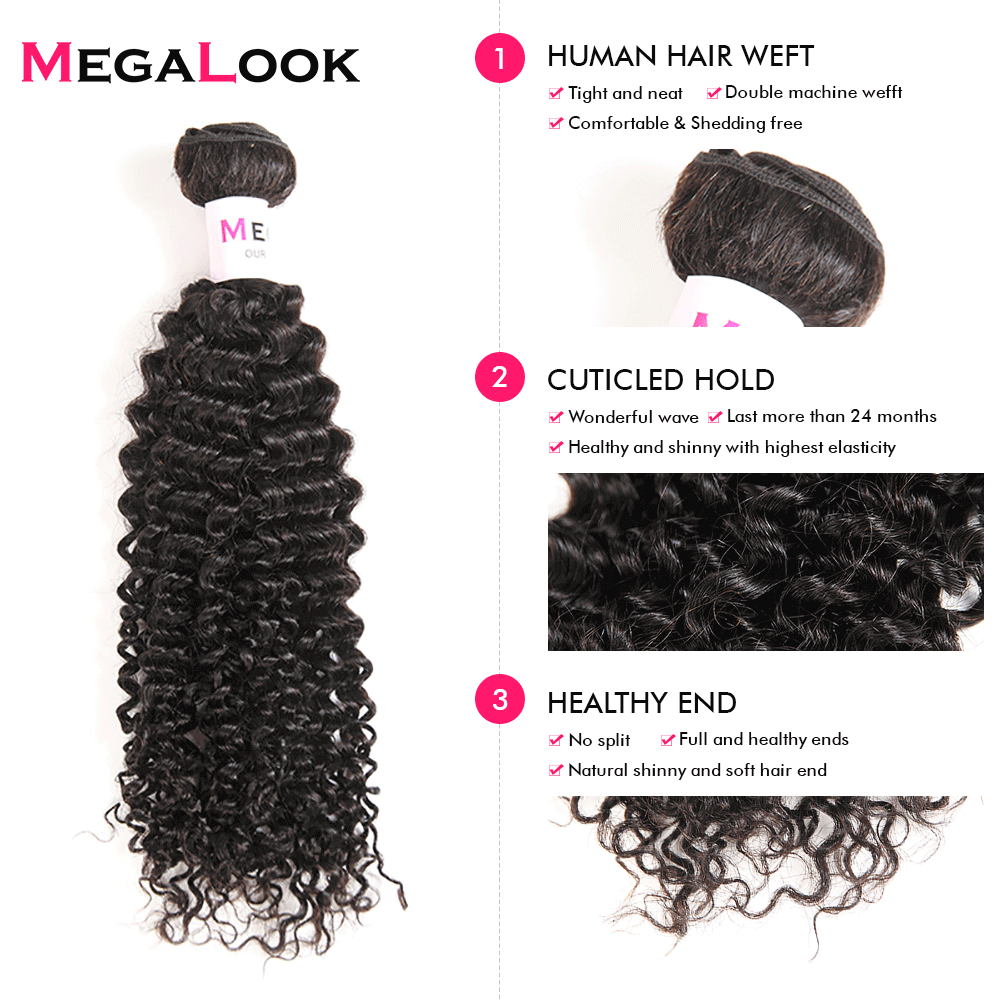 MEGALOOK
ME
OUR
1
HUMAN HAIR WEFT
Tight and neat Double machine wefft
Comfortable & Shedding free
2
CUTICLED HOLD
Wonderful wave Last more than 24 months
Healthy and shinny with highest elasticity
3
HEALTHY END
No split Full and healthy ends
Natural shinny and soft hair end